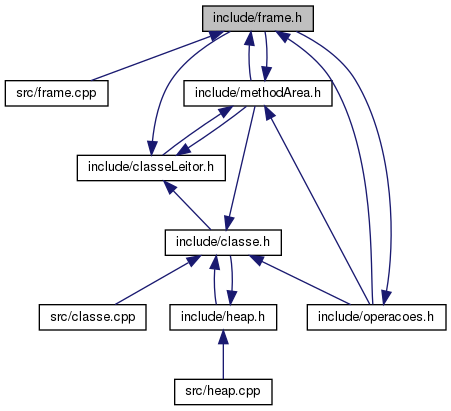 include/frame.h
src/frame.cpp
include/methodArea.h
include/classeLeitor.h
include/classe.h
src/classe.cpp
include/heap.h
include/operacoes.h
src/heap.cpp